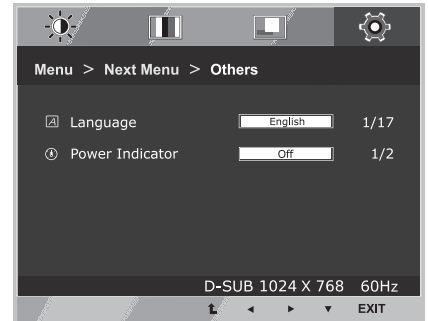 Menu > Next Menu > Others
Language English 1/17
Power Indicator Off 1/2
D-SUB 1024 X 768 60Hz
EXIT